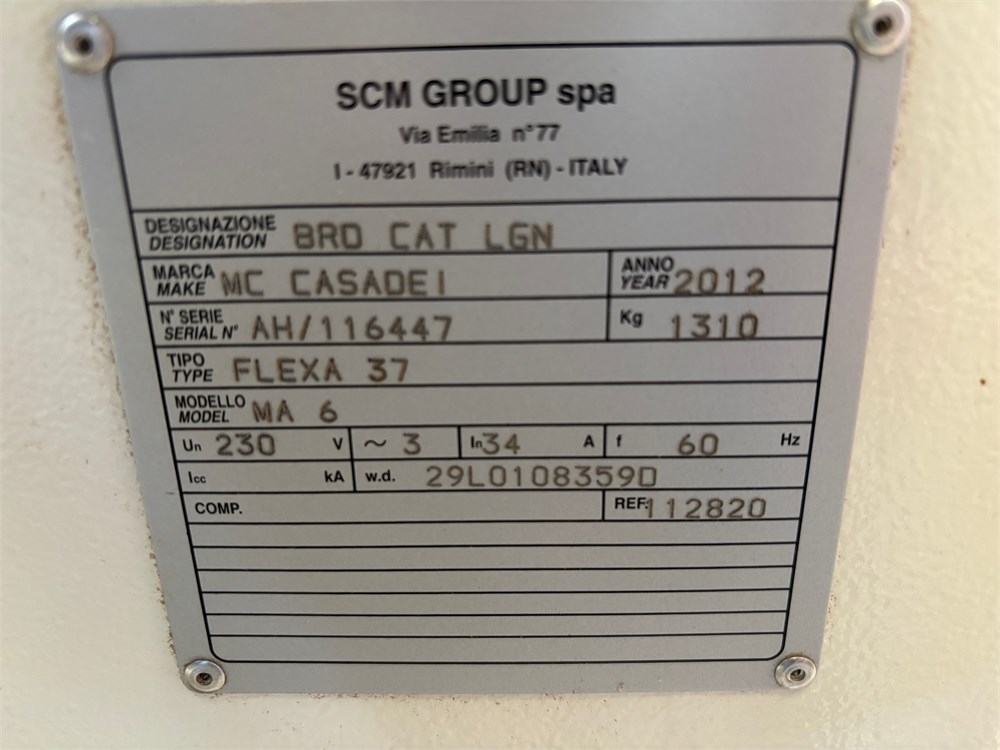 SCM GROUP spa
Via Emilia n°77
I - 47921 Rimini (RN) - ITALY
DESIGNAZIONE
DESIGNATION BRD CAT LGN
MARCA
MAKE MC CASADEI
ANNO
YEAR 2012
N° SERIE
SERIAL N° AH/116447
Kg 1310
TIPO
TYPE FLEXA 37
MODELLO
MODEL MA 6
Un 230 V ~ 3 In 34 A f 60 Hz
Icc kA w.d. 29L0108359D
COMP. REF. 112820